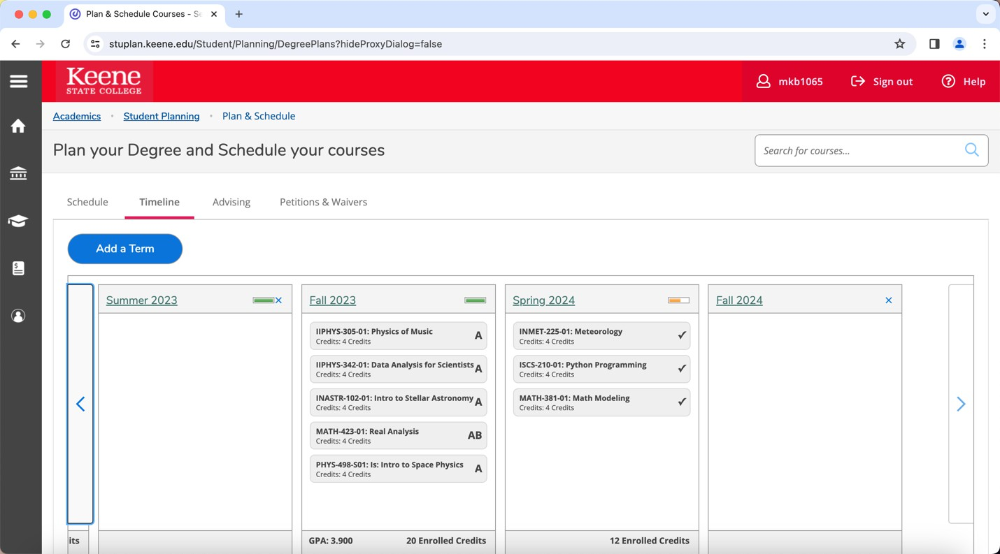 Plan & Schedule Courses - Se
stuplan.keene.edu/Student/Planning/DegreePlans?hideProxyDialog=false
Keene
STATE COLLEGE
mkb1065
Sign out
Help
Academics
Student Planning
Plan & Schedule
Plan your Degree and Schedule your courses
Search for courses...
Schedule
Timeline
Advising
Petitions & Waivers
Add a Term
its
Summer 2023
Fall 2023
IIPHYS-305-01: Physics of Music
Credits: 4 Credits
A
IIPHYS-342-01: Data Analysis for Scientists
Credits: 4 Credits
A
INASTR-102-01: Intro to Stellar Astronomy
Credits: 4 Credits
A
MATH-423-01: Real Analysis
Credits: 4 Credits
AB
PHYS-498-S01: Is: Intro to Space Physics
Credits: 4 Credits
A
GPA: 3.900
20 Enrolled Credits
Spring 2024
INMET-225-01: Meteorology
Credits: 4 Credits
ISCS-210-01: Python Programming
Credits: 4 Credits
MATH-381-01: Math Modeling
Credits: 4 Credits
12 Enrolled Credits
Fall 2024